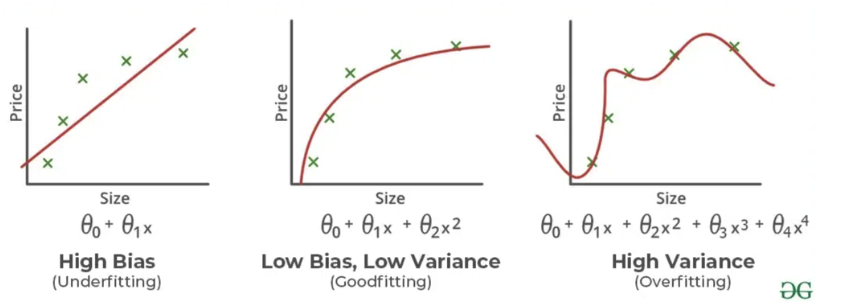 Price
Size
θ₀ + θ₁x
High Bias
(Underfitting)
Price
Size
θ₀ + θ₁x + θ₂x²
Low Bias, Low Variance
(Goodfitting)
Price
Size
θ₀ + θ₁x + θ₂x² + θ₃x³ + θ₄x⁴
High Variance
(Overfitting)